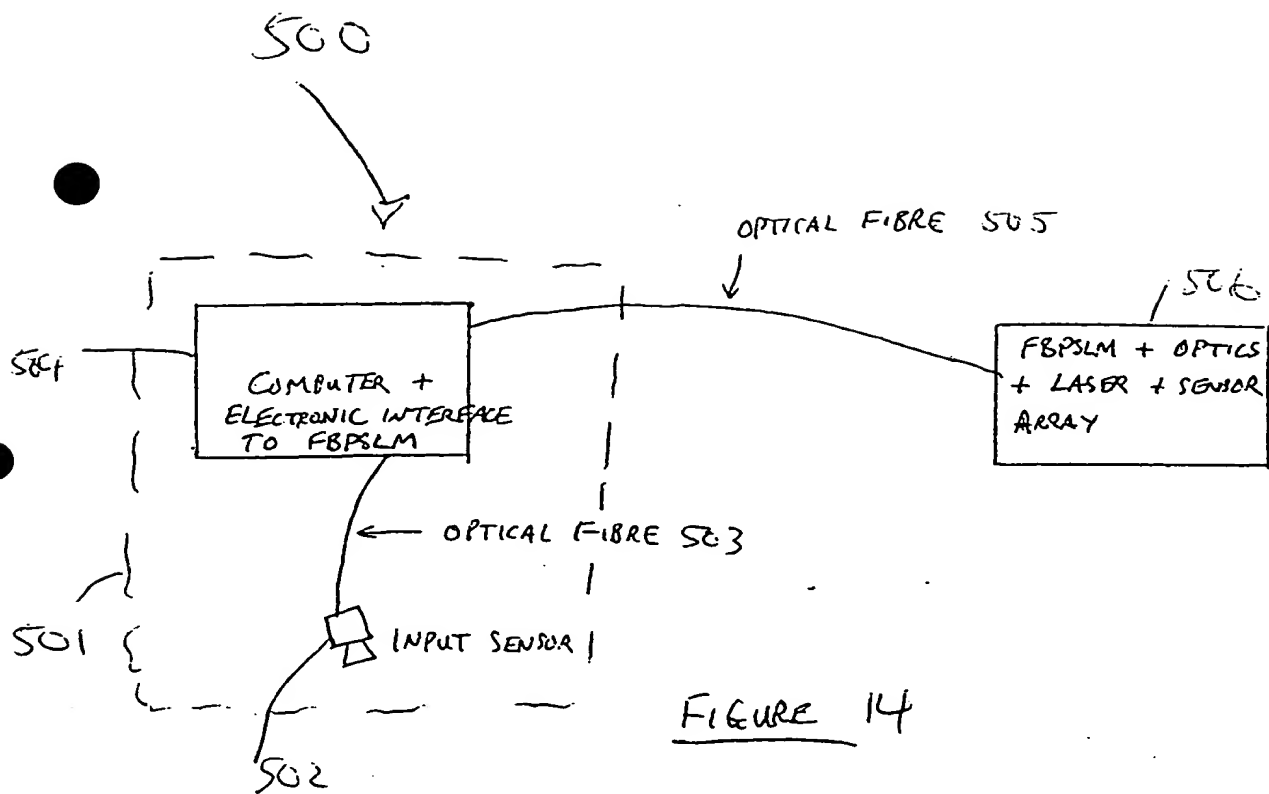 500
OPTICAL FIBRE 505
506
504
COMPUTER +
ELECTRONIC INTERFACE
TO FBPSLM
FBPSLM + OPTICS
+ LASER + SENSOR
ARRAY
OPTICAL FIBRE 503
501
INPUT SENSOR
502
FIGURE 14